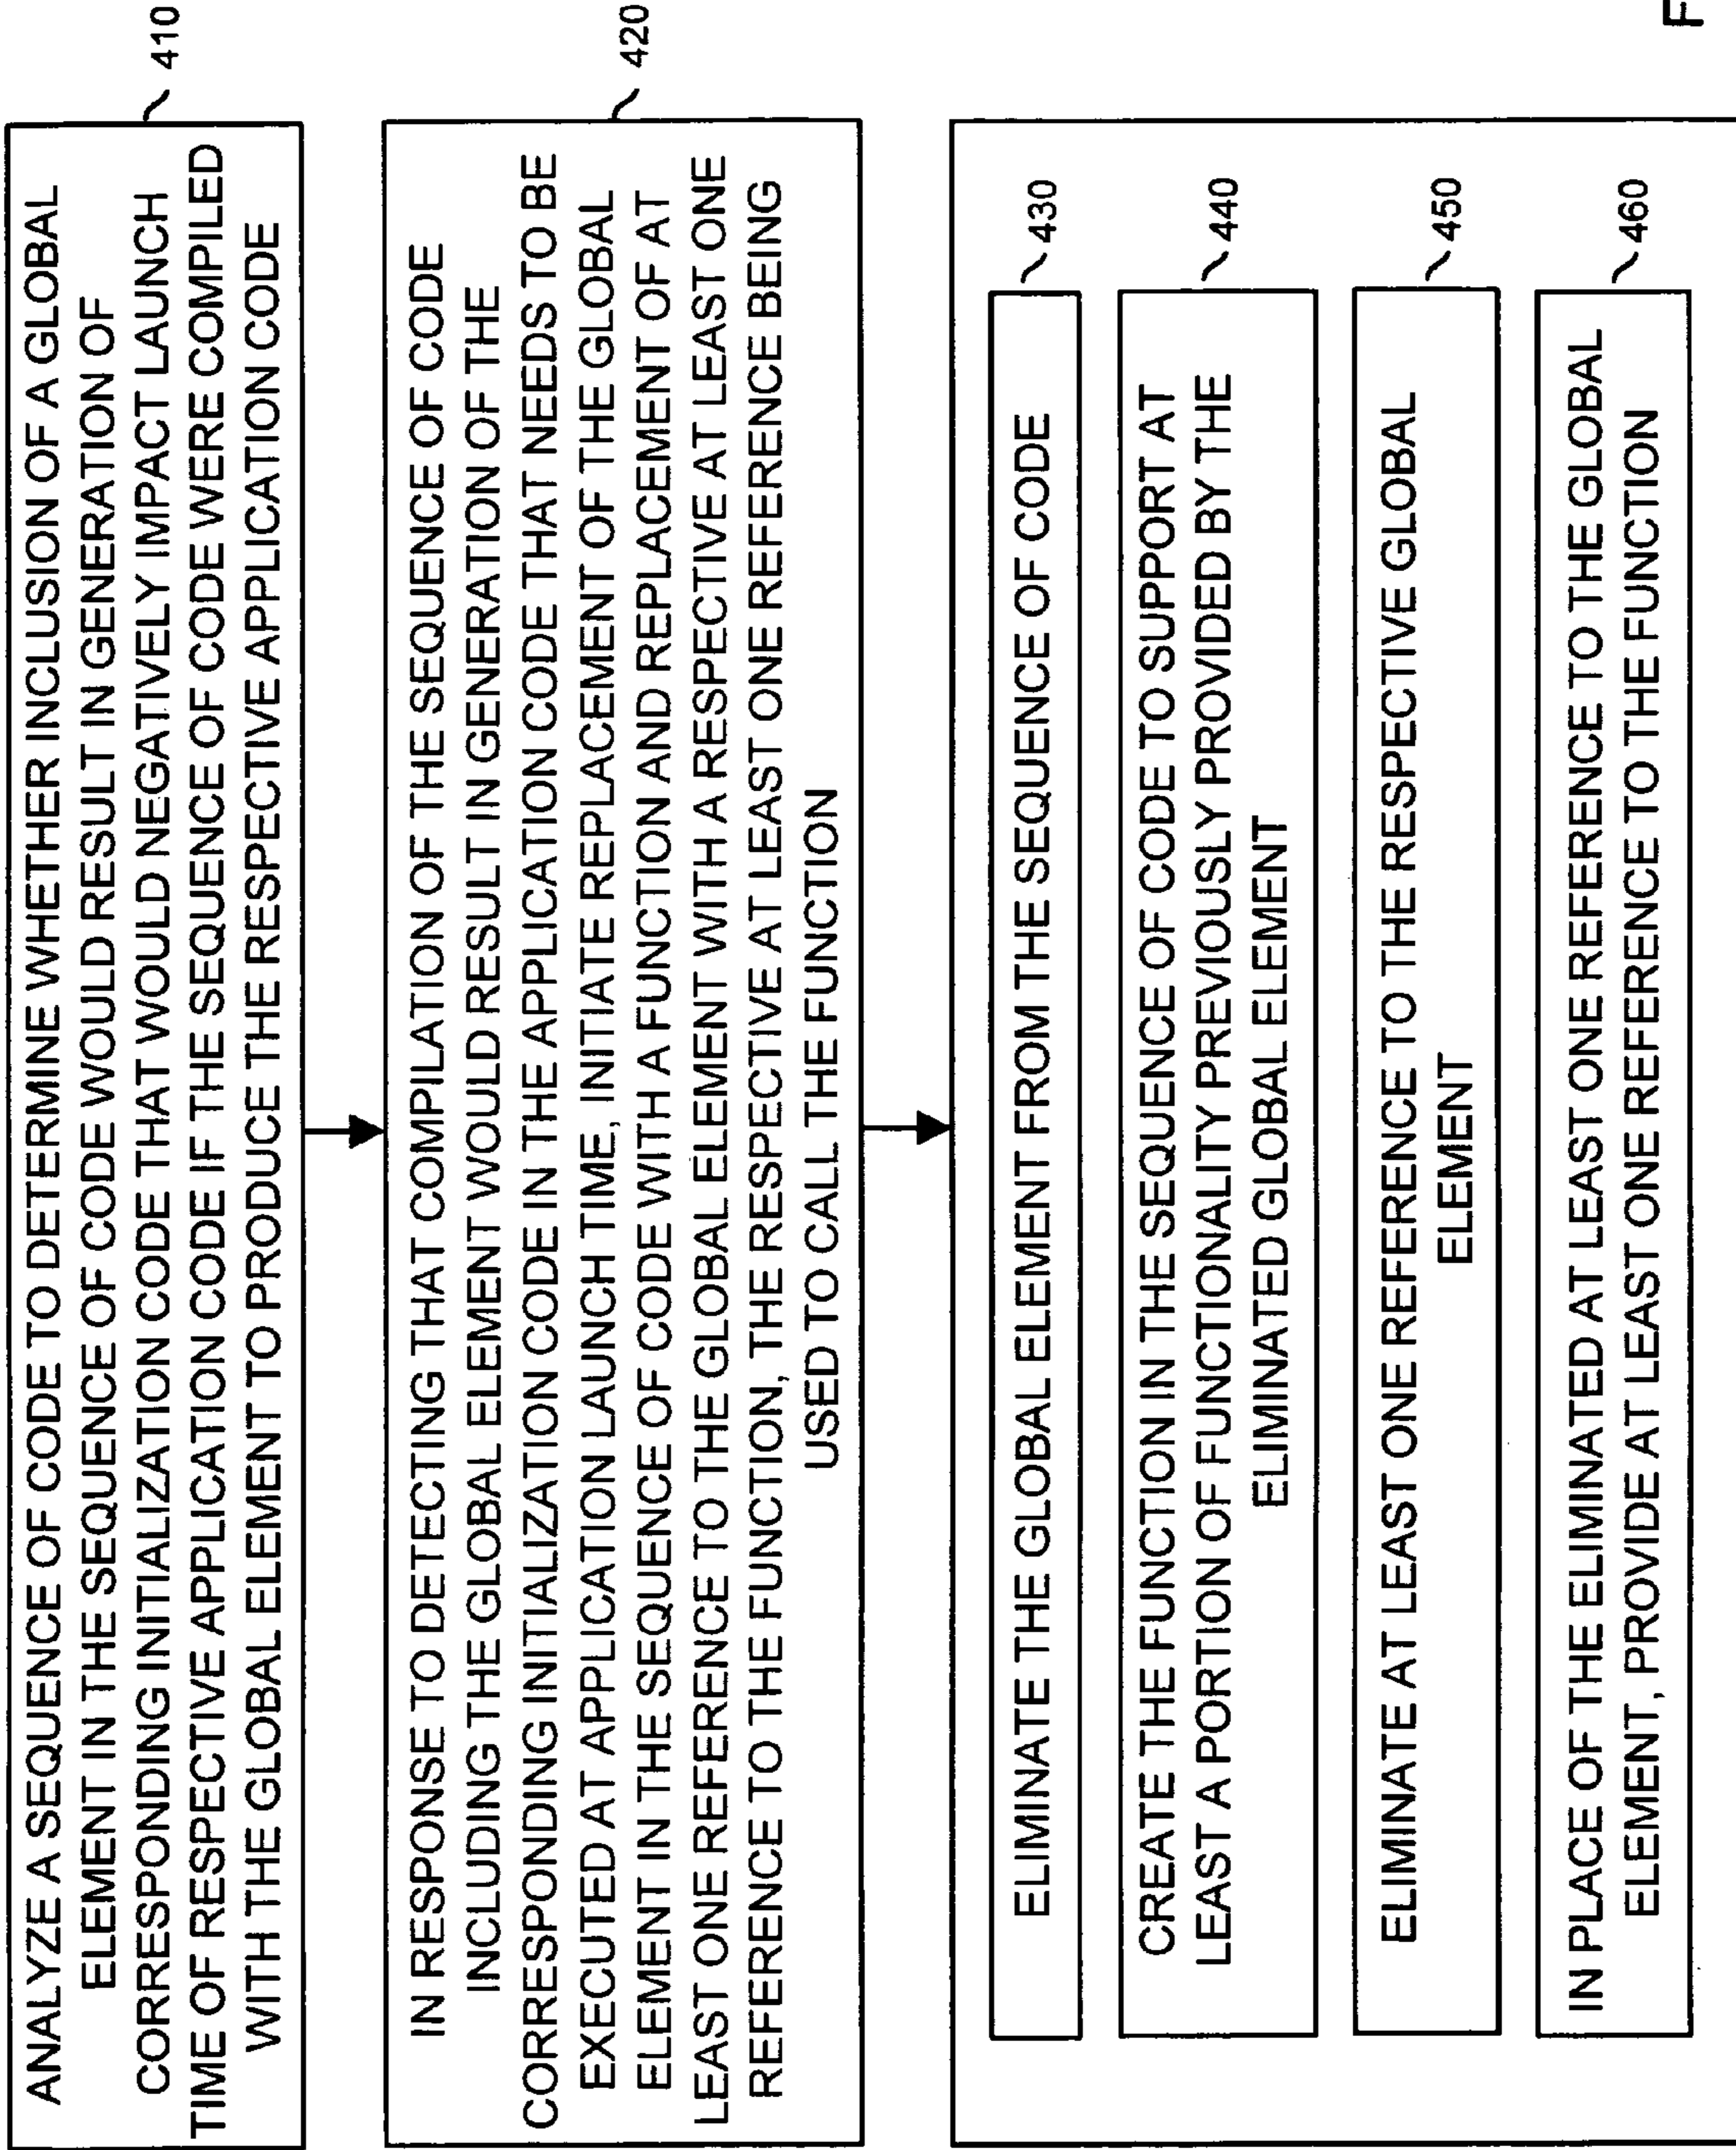 ANALYZE A SEQUENCE OF CODE TO DETERMINE WHETHER INCLUSION OF A GLOBAL
ELEMENT IN THE SEQUENCE OF CODE WOULD RESULT IN GENERATION OF
CORRESPONDING INITIALIZATION CODE THAT WOULD NEGATIVELY IMPACT LAUNCH
TIME OF RESPECTIVE APPLICATION CODE IF THE SEQUENCE OF CODE WERE COMPILED
WITH THE GLOBAL ELEMENT TO PRODUCE THE RESPECTIVE APPLICATION CODE
410
IN RESPONSE TO DETECTING THAT COMPILATION OF THE SEQUENCE OF CODE
INCLUDING THE GLOBAL ELEMENT WOULD RESULT IN GENERATION OF THE
CORRESPONDING INITIALIZATION CODE IN THE APPLICATION CODE THAT NEEDS TO BE
EXECUTED AT APPLICATION LAUNCH TIME, INITIATE REPLACEMENT OF THE GLOBAL
ELEMENT IN THE SEQUENCE OF CODE WITH A FUNCTION AND REPLACEMENT OF AT
LEAST ONE REFERENCE TO THE GLOBAL ELEMENT WITH A RESPECTIVE AT LEAST ONE
REFERENCE TO THE FUNCTION, THE RESPECTIVE AT LEAST ONE REFERENCE BEING
USED TO CALL THE FUNCTION
420
ELIMINATE THE GLOBAL ELEMENT FROM THE SEQUENCE OF CODE
430
CREATE THE FUNCTION IN THE SEQUENCE OF CODE TO SUPPORT AT
LEAST A PORTION OF FUNCTIONALITY PREVIOUSLY PROVIDED BY THE
ELIMINATED GLOBAL ELEMENT
440
ELIMINATE AT LEAST ONE REFERENCE TO THE RESPECTIVE GLOBAL
ELEMENT
450
IN PLACE OF THE ELIMINATED AT LEAST ONE REFERENCE TO THE GLOBAL
ELEMENT, PROVIDE AT LEAST ONE REFERENCE TO THE FUNCTION
460